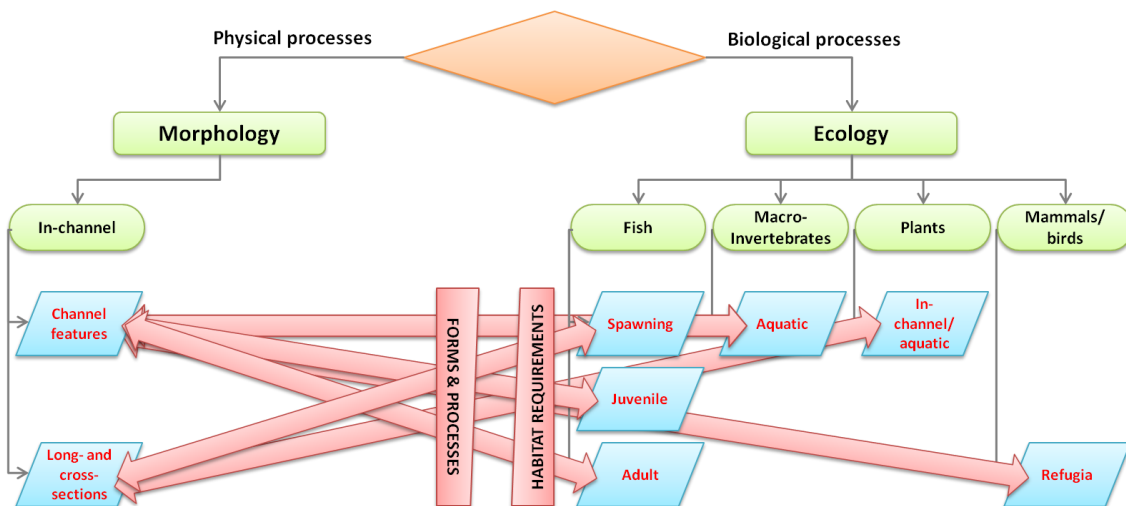 Physical processes
Biological processes
Morphology
Ecology
In-channel
Fish
Macro-
Invertebrates
Plants
Mammals/
birds
Channel
features
FORMS & PROCESSES
HABITAT REQUIREMENTS
Spawning
Aquatic
In-
channel/
aquatic
Juvenile
Long- and
cross-
sections
Adult
Refugia